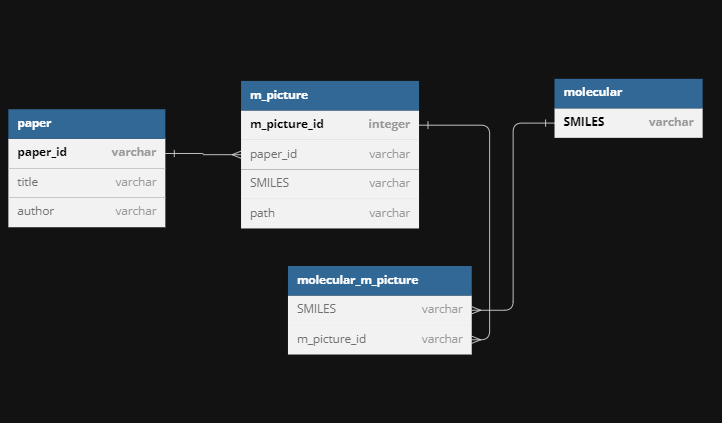 paper
paper_id varchar
title varchar
author varchar
m_picture
m_picture_id integer
paper_id varchar
SMILES varchar
path varchar
molecular
SMILES varchar
molecular_m_picture
SMILES varchar
m_picture_id varchar